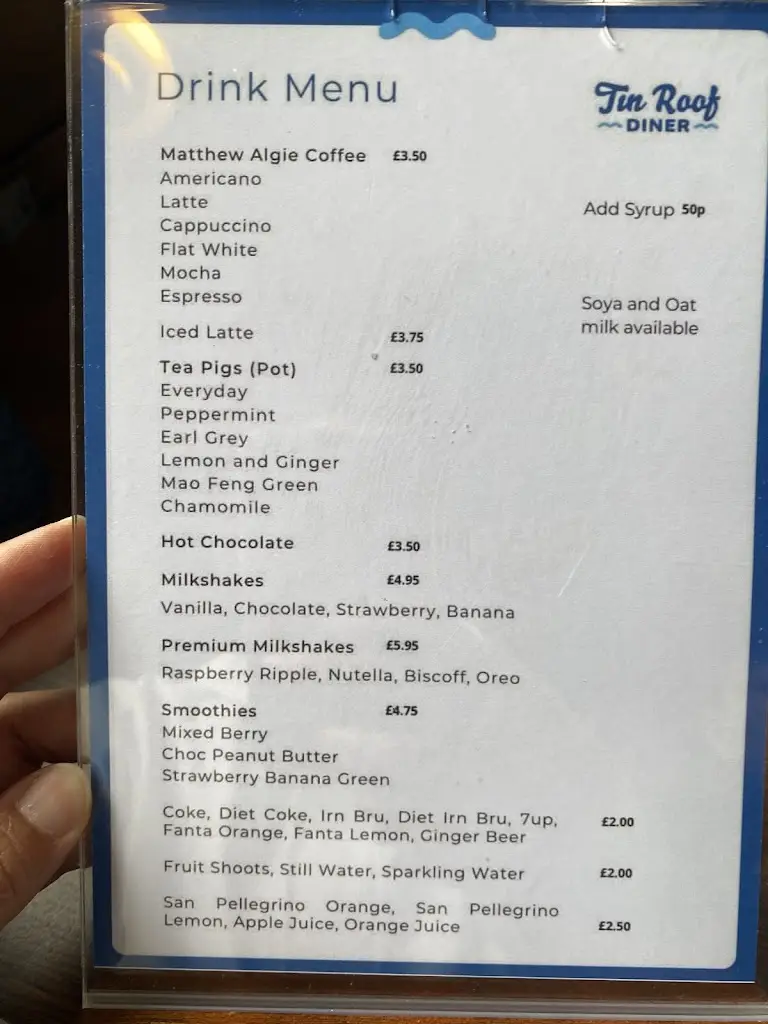 Drink Menu
Tin Roof
DINER
Matthew Algie Coffee £3.50
Americano
Latte
Add Syrup 50p
Cappuccino
Flat White
Mocha
Espresso
Soya and Oat
milk available
Iced Latte £3.75
Tea Pigs (Pot) £3.50
Everyday
Peppermint
Earl Grey
Lemon and Ginger
Mao Feng Green
Chamomile
Hot Chocolate £3.50
Milkshakes £4.95
Vanilla, Chocolate, Strawberry, Banana
Premium Milkshakes £5.95
Raspberry Ripple, Nutella, Biscoff, Oreo
Smoothies £4.75
Mixed Berry
Choc Peanut Butter
Strawberry Banana Green
Coke, Diet Coke, Irn Bru, Diet Irn Bru, 7up, £2.00
Fanta Orange, Fanta Lemon, Ginger Beer
Fruit Shoots, Still Water, Sparkling Water £2.00
San Pellegrino Orange, San Pellegrino
Lemon, Apple Juice, Orange Juice £2.50